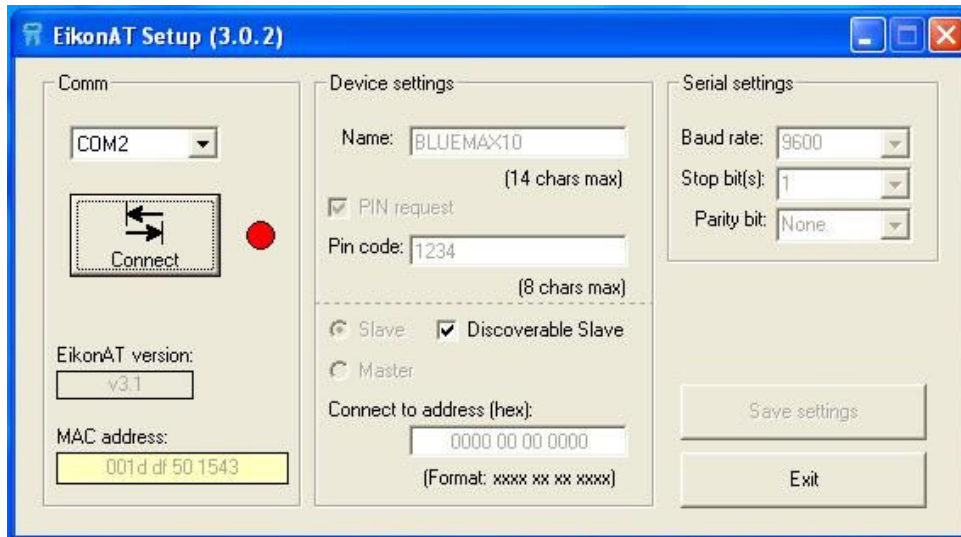 EikonAT Setup (3.0.2)
Comm
COM2
Connect
EikonAT version:
v3.1
MAC address:
001d df 50 1543
Device settings
Name: BLUEMAX10
(14 chars max)
PIN request
Pin code: 1234
(8 chars max)
Slave Discoverable Slave
Master
Connect to address (hex):
0000 00 00 0000
(Format: xxxx xx xx xxxx)
Serial settings
Baud rate: 9600
Stop bit(s): 1
Parity bit: None
Save settings
Exit